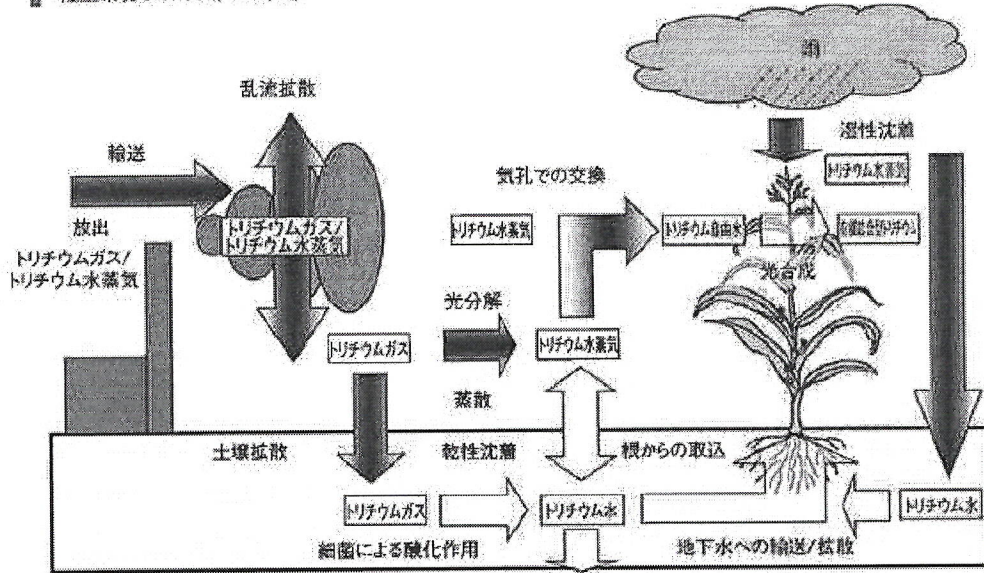 雨
乱流拡散
湿性沈着
輸送
トリチウム水蒸気
気孔での交換
放出
トリチウムガス/
トリチウム水蒸気
トリチウム水蒸気
トリチウム自由水
トリチウムガス/
トリチウム水蒸気
光合成
光分解
トリチウムガス
トリチウム水蒸気
蒸散
土壌拡散
乾性沈着
根からの取込
トリチウムガス
トリチウム水
トリチウム水
細菌による酸化作用
地下水への輸送/拡散